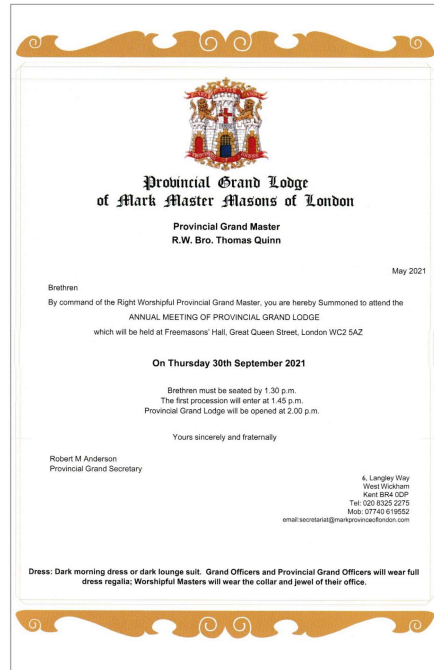 Provincial Grand Lodge
of Mark Master Masons of London
Provincial Grand Master
R.W. Bro. Thomas Quinn
May 2021
Brethren
By command of the Right Worshipful Provincial Grand Master, you are hereby Summoned to attend the
ANNUAL MEETING OF PROVINCIAL GRAND LODGE
which will be held at Freemasons' Hall, Great Queen Street, London WC2 5AZ
On Thursday 30th September 2021
Brethren must be seated by 1.30 p.m.
The first procession will enter at 1.45 p.m.
Provincial Grand Lodge will be opened at 2.00 p.m.
Yours sincerely and fraternally
Robert M Anderson
Provincial Grand Secretary
6, Langley Way
West Wickham
Kent BR4 0DP
Tel: 020 8325 2275
Mob: 07740 619552
email:secretariat@markprovinceoflondon.com
Dress: Dark morning dress or dark lounge suit. Grand Officers and Provincial Grand Officers will wear full
dress regalia; Worshipful Masters will wear the collar and jewel of their office.